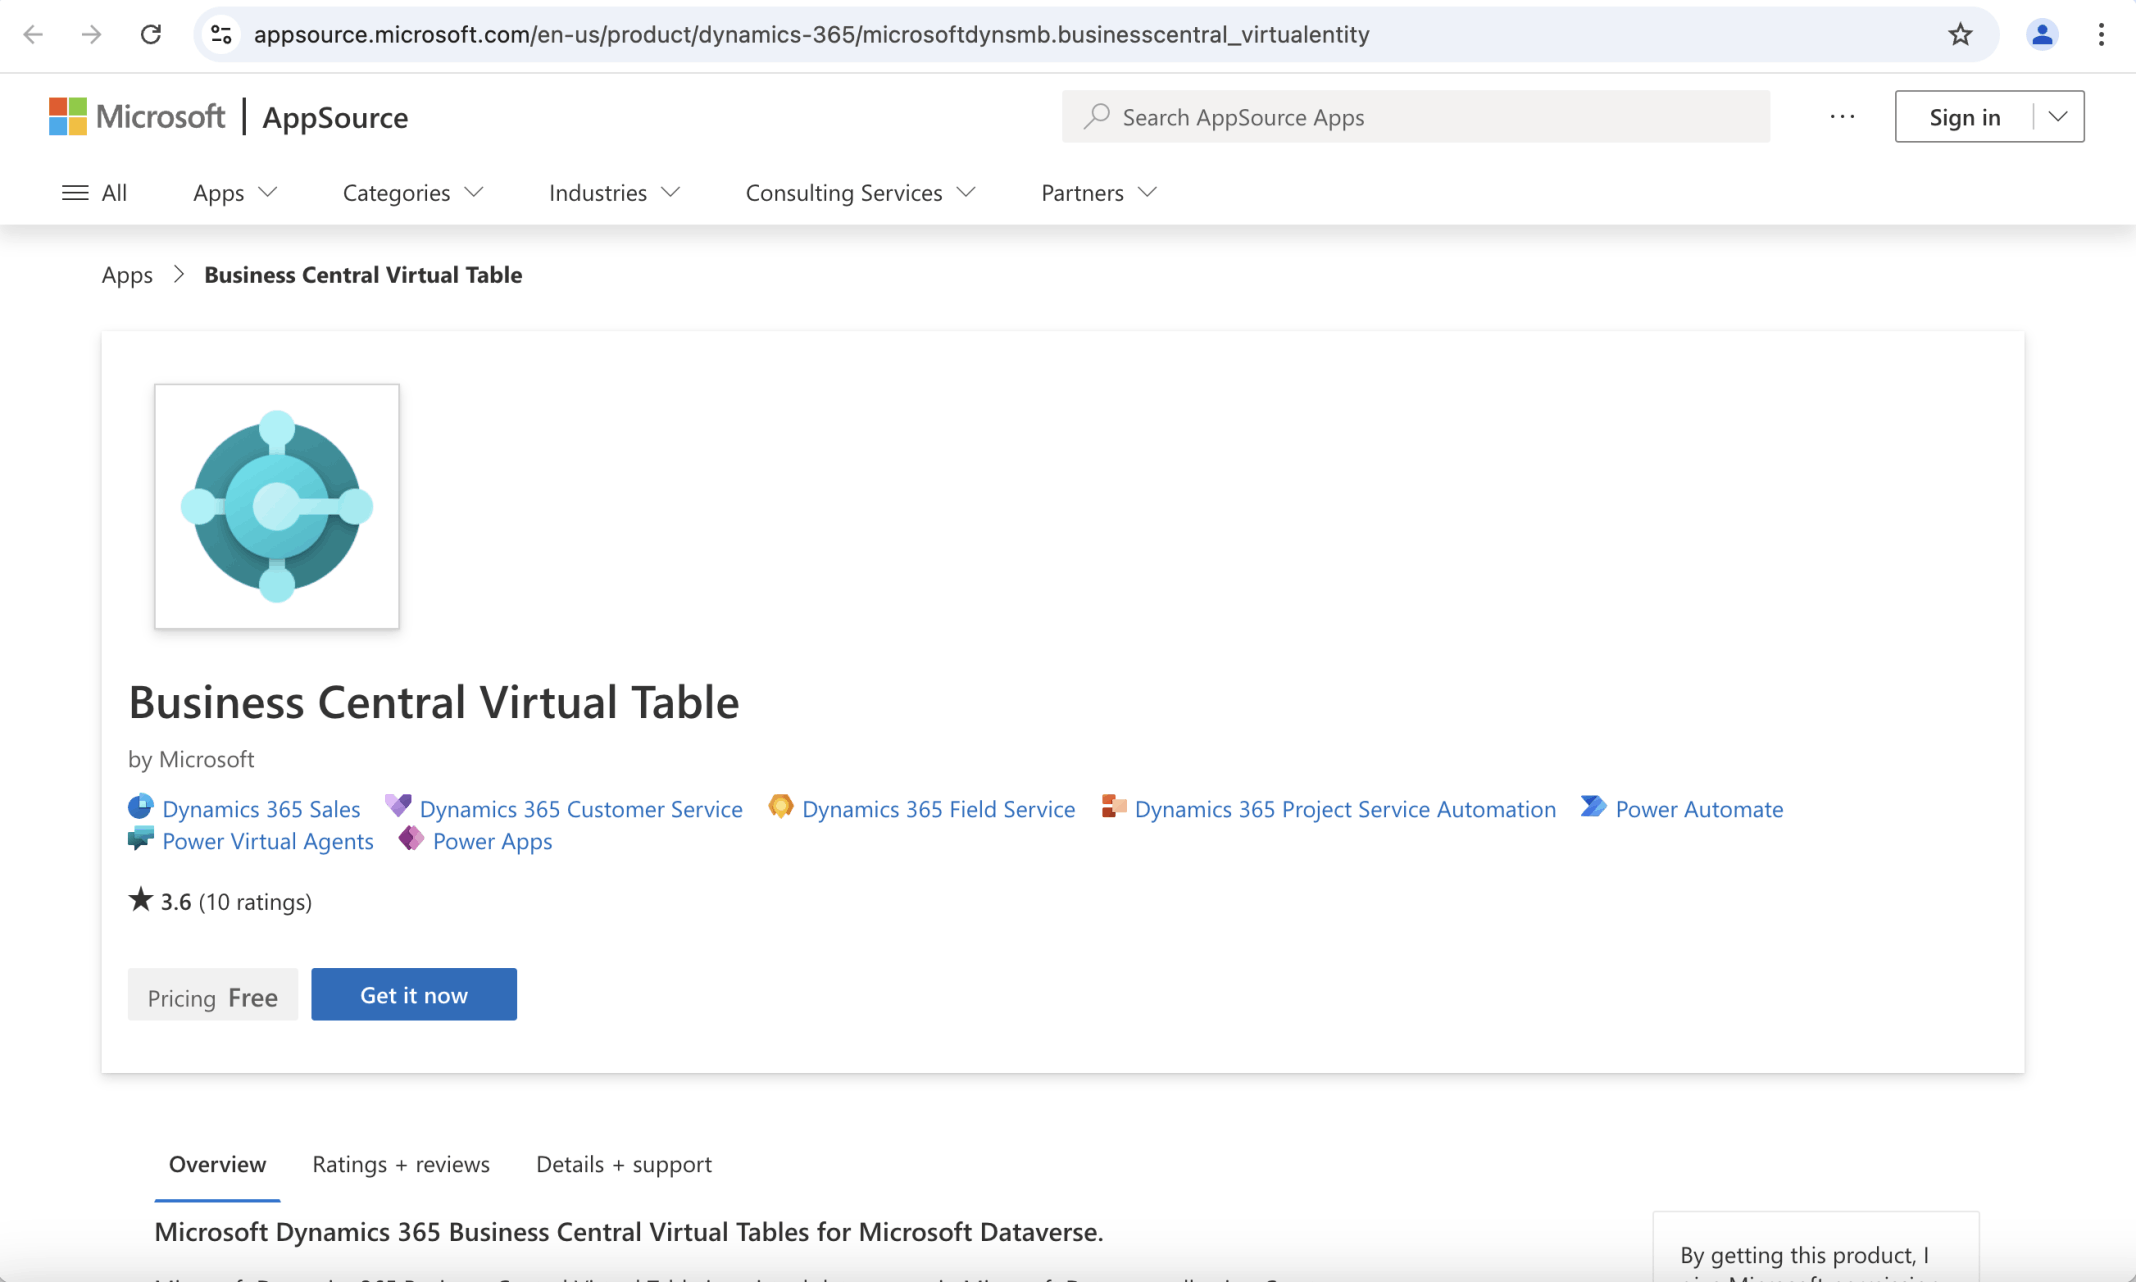 appsource.microsoft.com/en-us/product/dynamics-365/microsoftdynsmb.businesscentral_virtualentity
Microsoft | AppSource
Search AppSource Apps
Sign in
All
Apps
Categories
Industries
Consulting Services
Partners
Apps > Business Central Virtual Table
Business Central Virtual Table
by Microsoft
Dynamics 365 Sales
Dynamics 365 Customer Service
Dynamics 365 Field Service
Dynamics 365 Project Service Automation
Power Automate
Power Virtual Agents
Power Apps
★ 3.6 (10 ratings)
Pricing Free
Get it now
Overview
Ratings + reviews
Details + support
Microsoft Dynamics 365 Business Central Virtual Tables for Microsoft Dataverse.
By getting this product, I